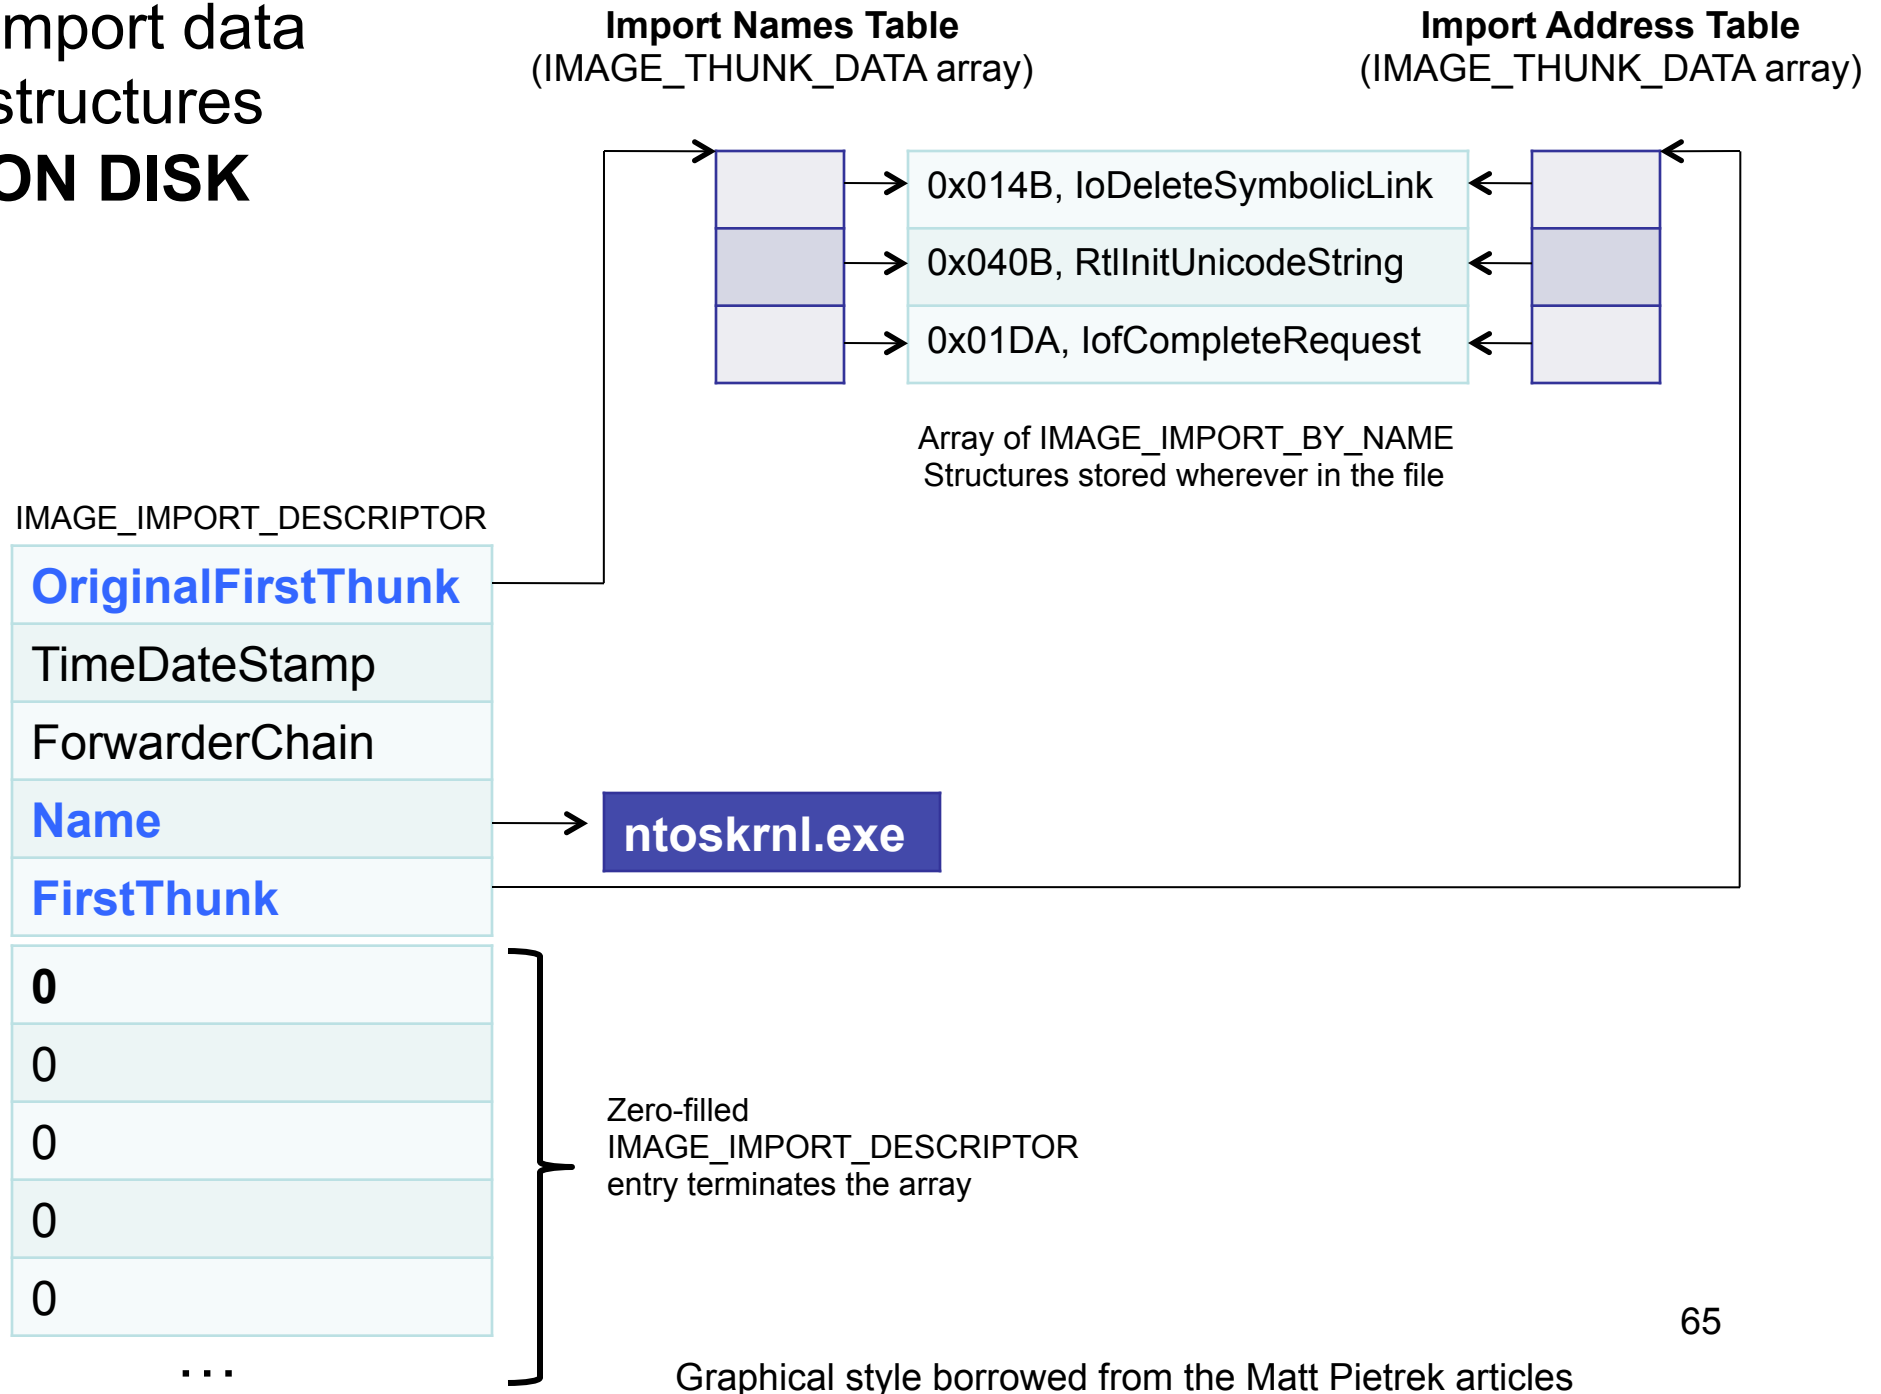 mport data
structures
ON DISK
Import Names Table
(IMAGE_THUNK_DATA array)
Import Address Table
(IMAGE_THUNK_DATA array)
0x014B, IoDeleteSymbolicLink
0x040B, RtlInitUnicodeString
0x01DA, IofCompleteRequest
Array of IMAGE_IMPORT_BY_NAME
Structures stored wherever in the file
IMAGE_IMPORT_DESCRIPTOR
OriginalFirstThunk
TimeDateStamp
ForwarderChain
Name
ntoskrnl.exe
FirstThunk
0
0
0
0
0
...
Zero-filled
IMAGE_IMPORT_DESCRIPTOR
entry terminates the array
65
Graphical style borrowed from the Matt Pietrek articles